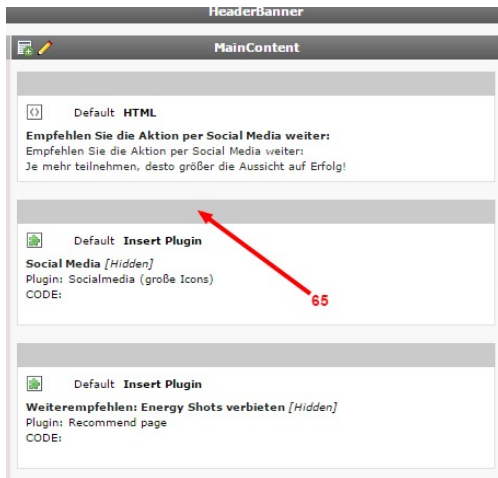 HeaderBanner
MainContent
Default HTML
Empfehlen Sie die Aktion per Social Media weiter:
Empfehlen Sie die Aktion per Social Media weiter:
Je mehr teilnehmen, desto größer die Aussicht auf Erfolg!
Default Insert Plugin
Social Media [Hidden]
Plugin: Socialmedia (große Icons)
CODE:
65
Default Insert Plugin
Weiterempfehlen: Energy Shots verbieten [Hidden]
Plugin: Recommend page
CODE: